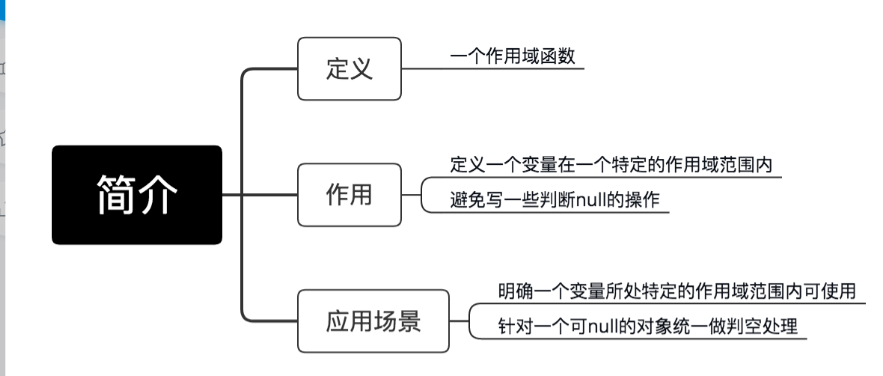 简介
定义
一个作用域函数
作用
定义一个变量在一个特定的作用域范围内
避免写一些判断null的操作
应用场景
明确一个变量所处特定的作用域范围内可使用
针对一个可null的对象统一做判空处理